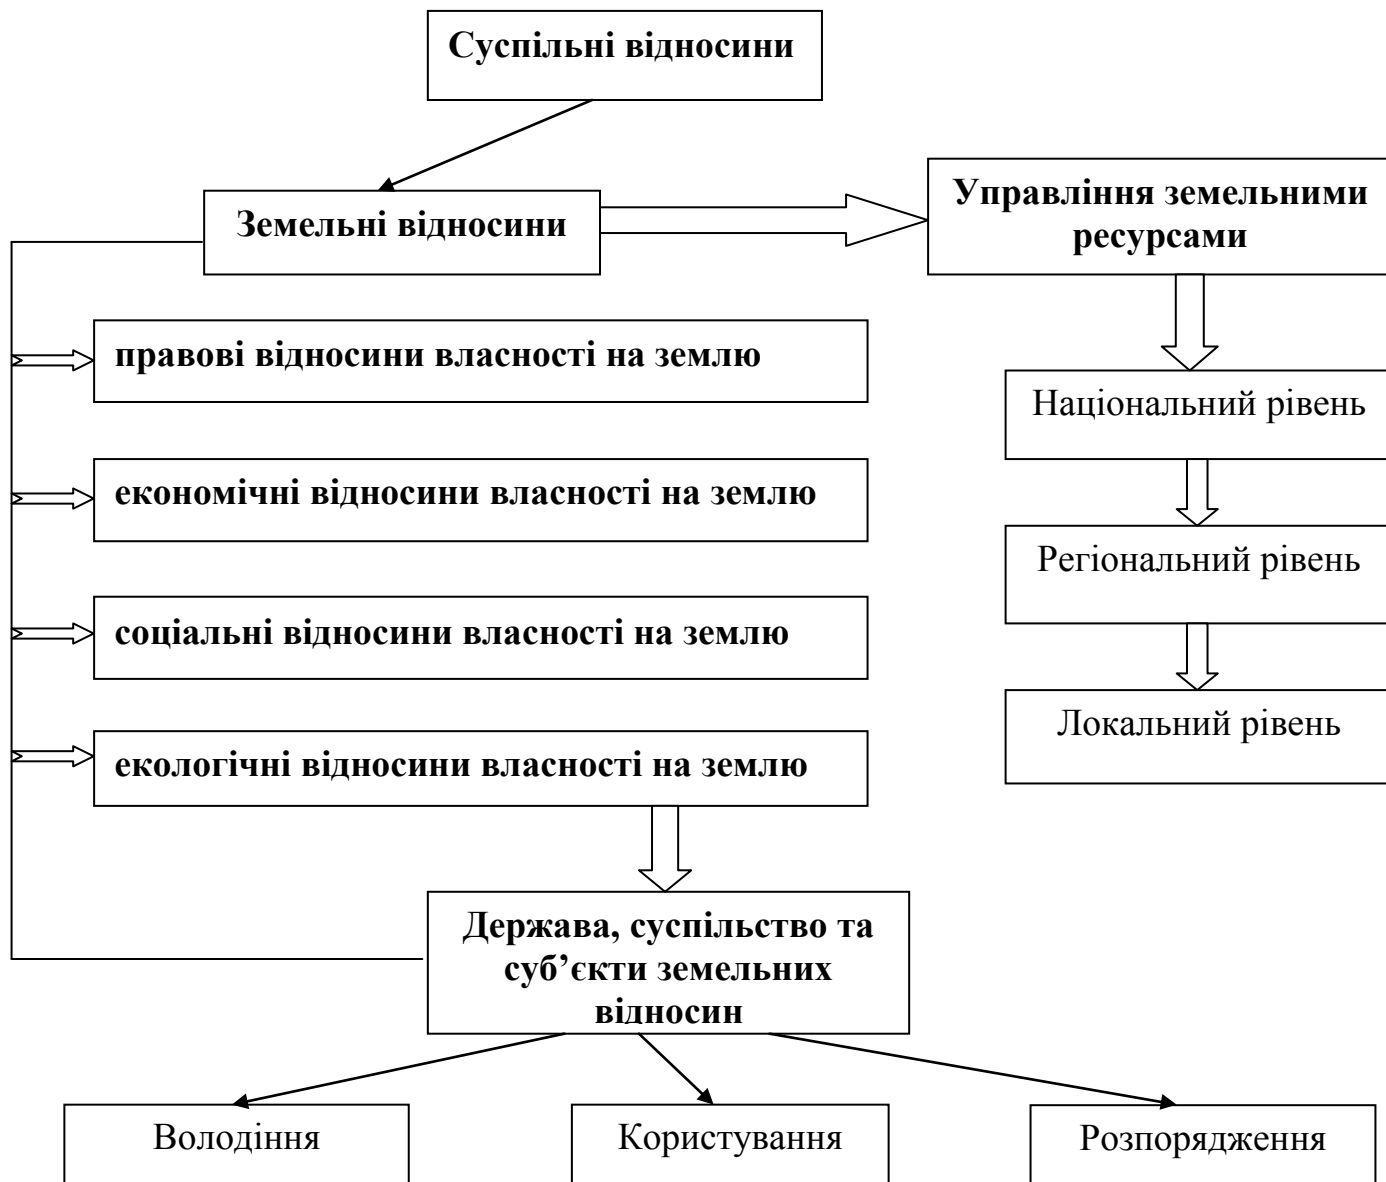 Суспільні відносини
Земельні відносини
Управління земельними
ресурсами
правові відносини власності на землю
Національний рівень
економічні відносини власності на землю
Регіональний рівень
соціальні відносини власності на землю
Локальний рівень
екологічні відносини власності на землю
Держава, суспільство та
суб’єкти земельних
відносин
Володіння
Користування
Розпорядження